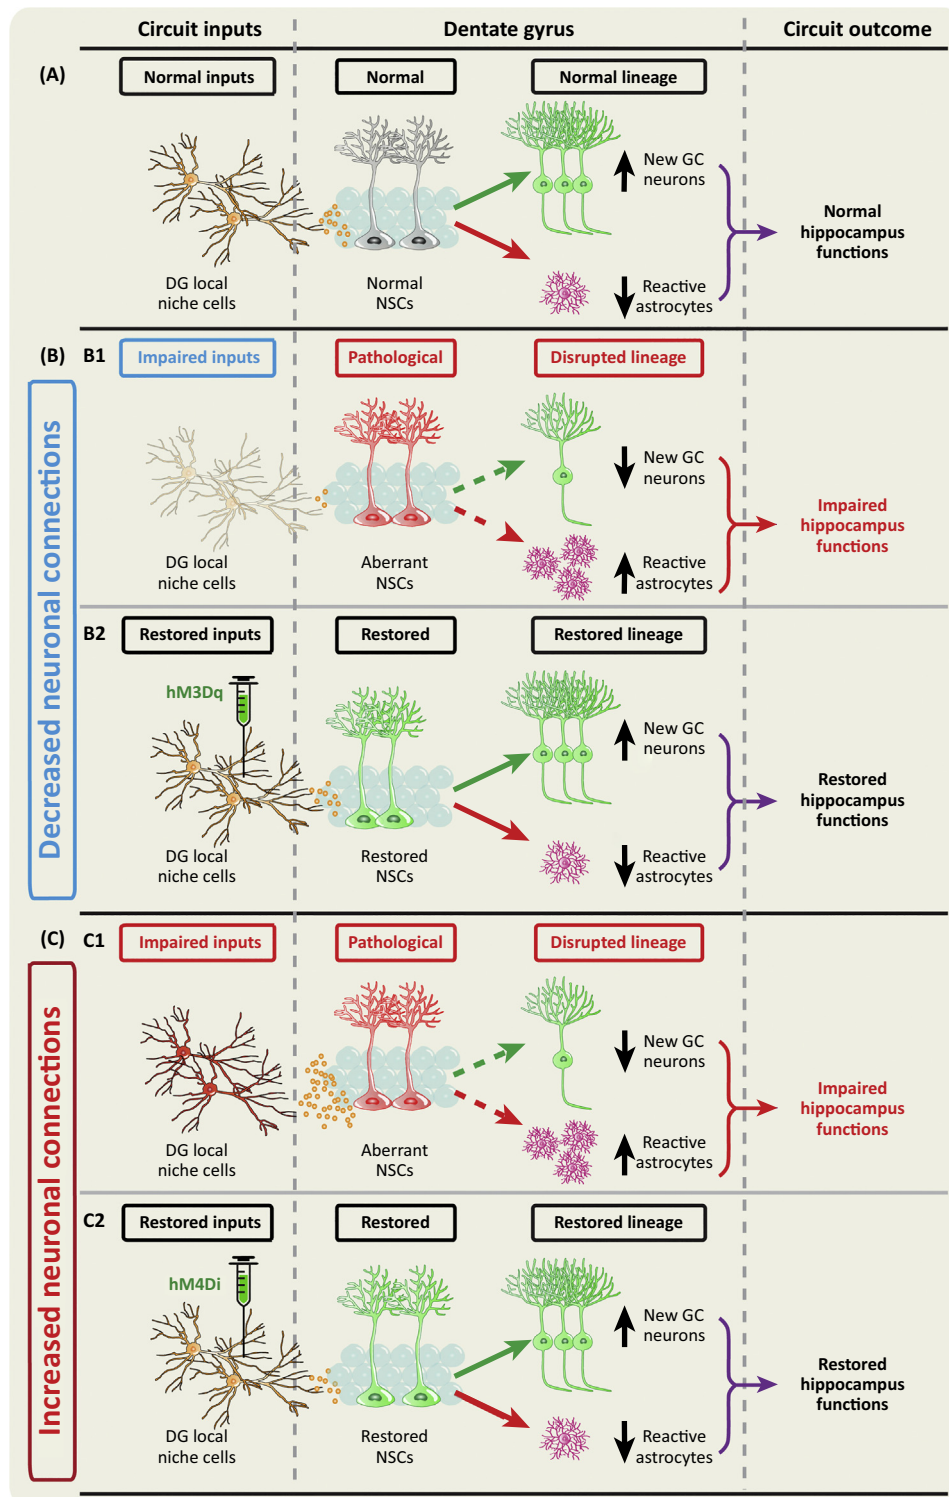 Circuit inputs
Dentate gyrus
Circuit outcome
(A)
Normal inputs
Normal
Normal lineage
New GC
neurons
Normal
hippocampus
functions
DG local
niche cells
Normal
NSCs
Reactive
astrocytes
(B)
B1
Impaired inputs
Pathological
Disrupted lineage
Decreased neuronal connections
New GC
neurons
Impaired
hippocampus
functions
DG local
niche cells
Aberrant
NSCs
Reactive
astrocytes
B2
Restored inputs
Restored
Restored lineage
hM3Dq
New GC
neurons
Restored
hippocampus
functions
DG local
niche cells
Restored
NSCs
Reactive
astrocytes
(C)
C1
Impaired inputs
Pathological
Disrupted lineage
Increased neuronal connections
New GC
neurons
Impaired
hippocampus
functions
DG local
niche cells
Aberrant
NSCs
Reactive
astrocytes
C2
Restored inputs
Restored
Restored lineage
hM4Di
New GC
neurons
Restored
hippocampus
functions
DG local
niche cells
Restored
NSCs
Reactive
astrocytes